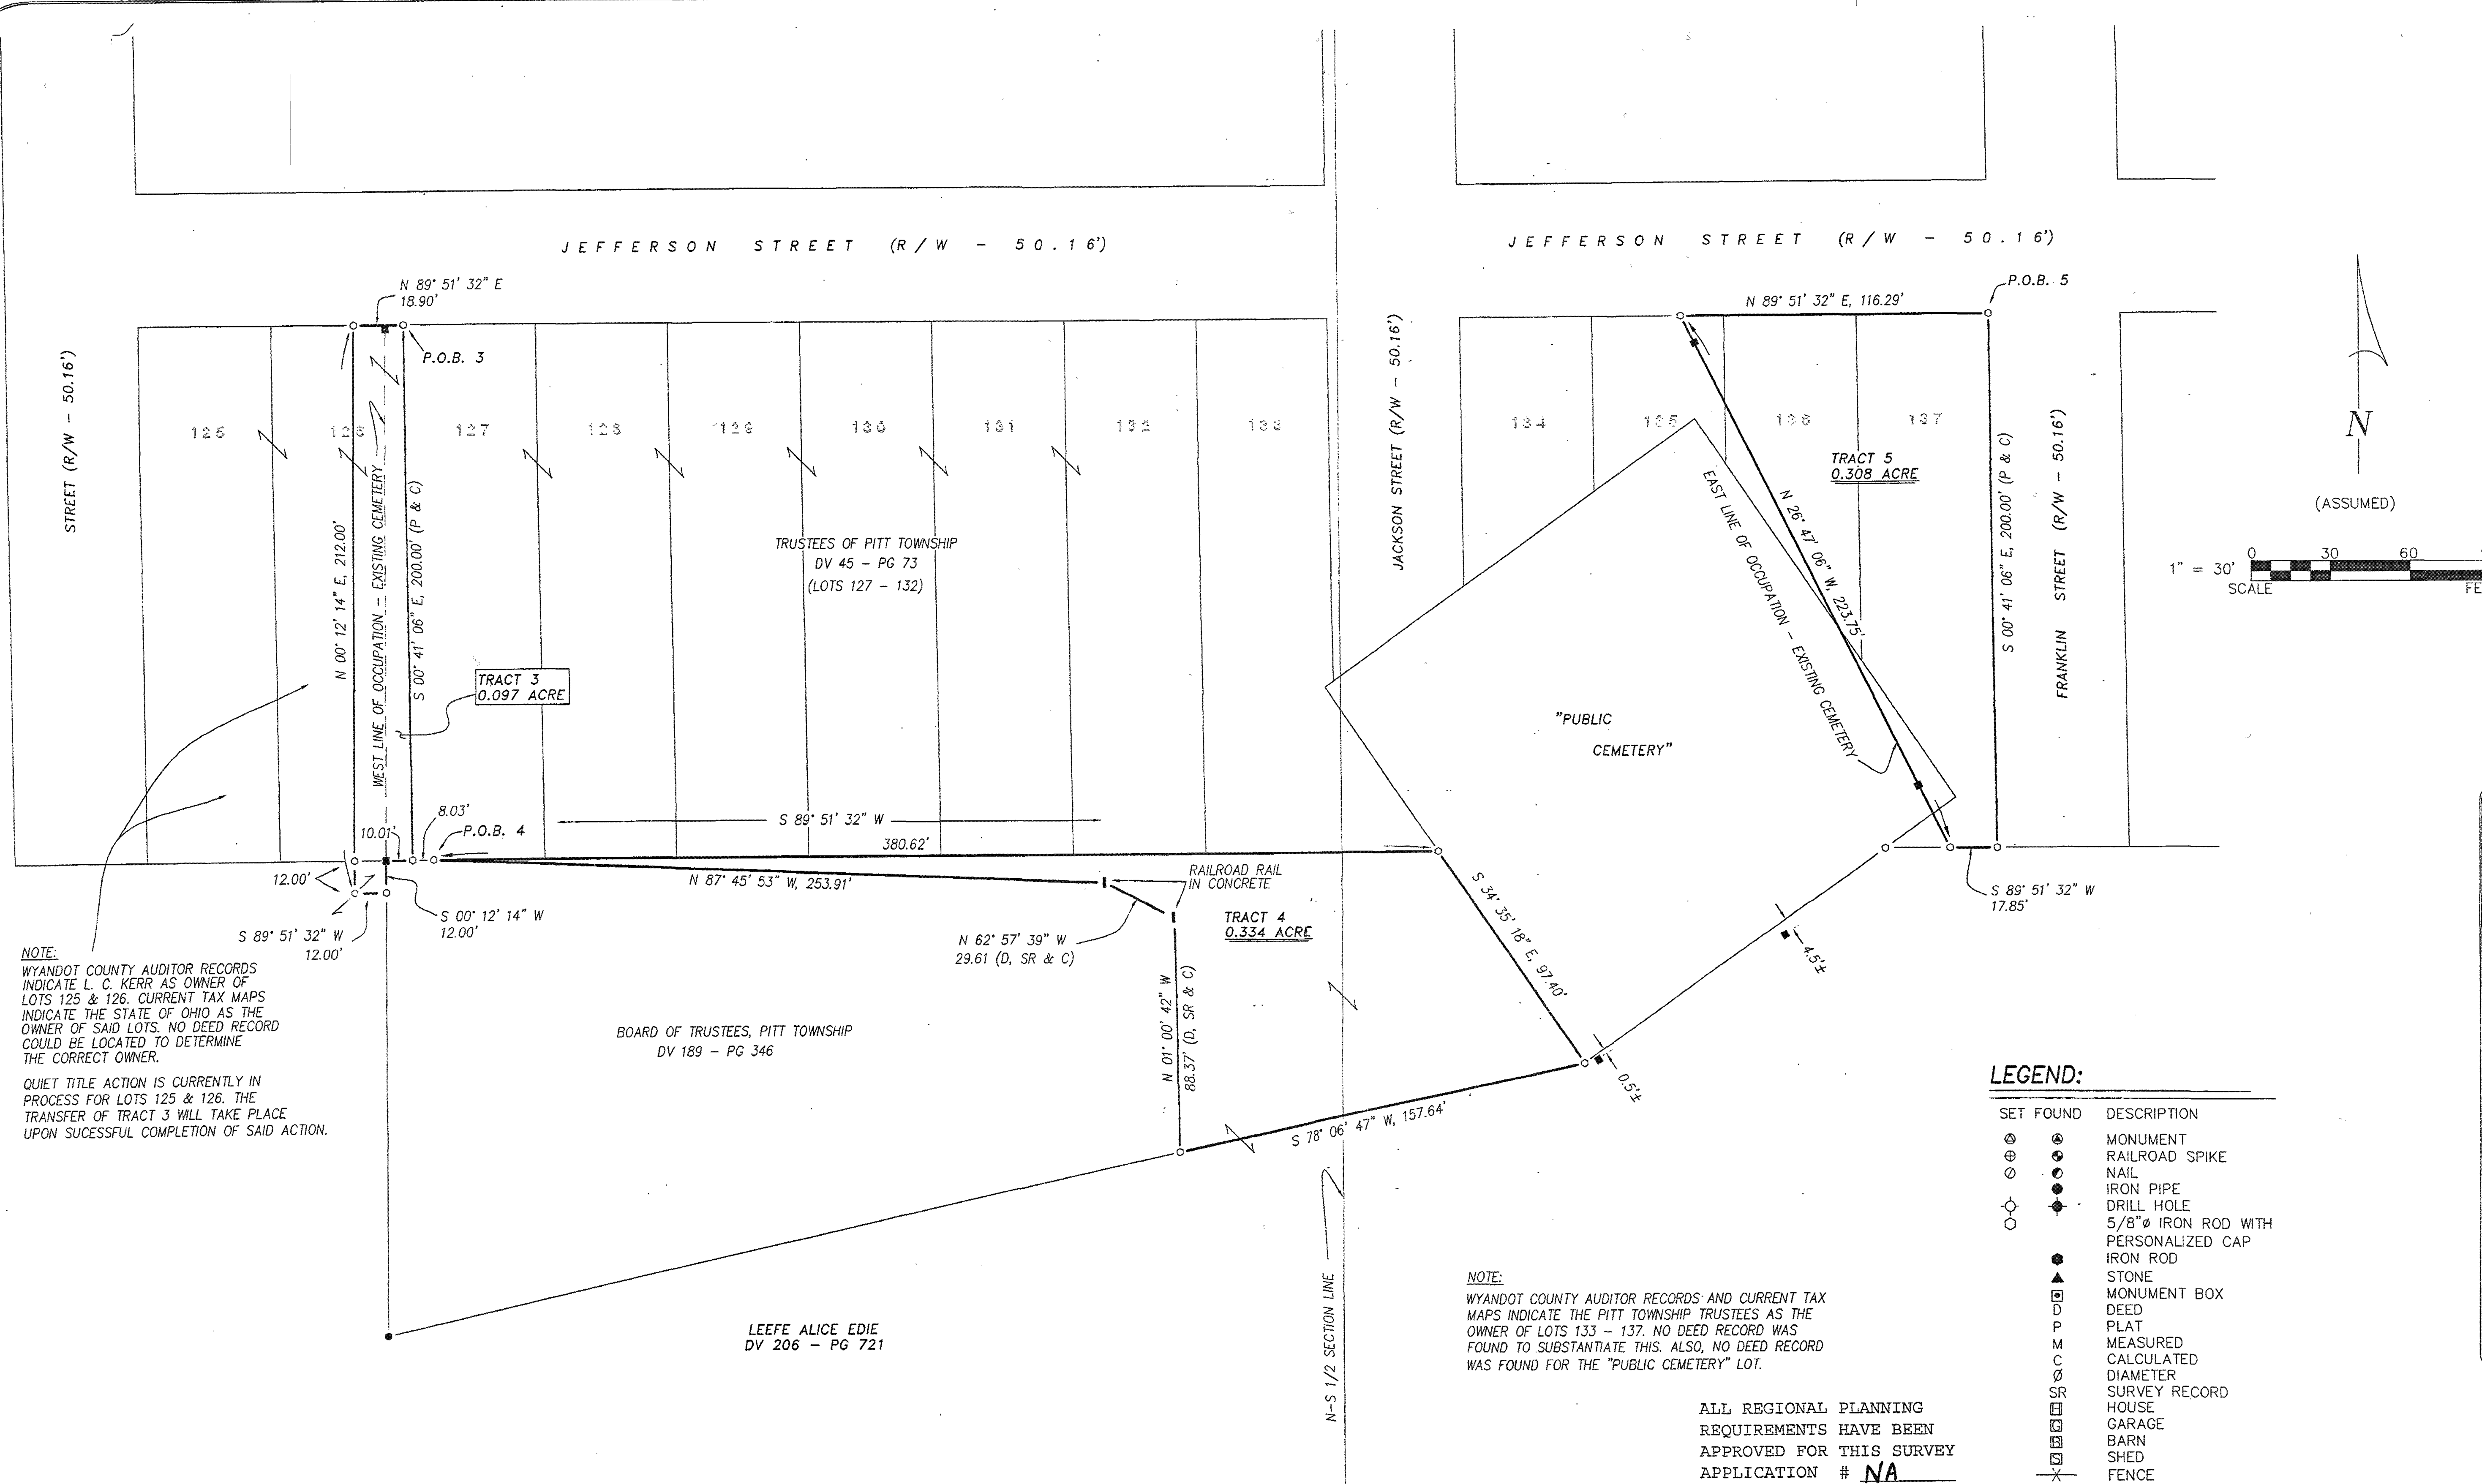 JEFFERSON STREET (R/W - 50.16')
JEFFERSON STREET (R/W - 50.16')
N 89° 51' 32" E
18.90'
P.O.B. 3
N 89° 51' 32" E, 116.29'
P.O.B. 5
STREET (R/W - 50.16')
JACKSON STREET (R/W - 50.16')
FRANKLIN STREET (R/W - 50.16')
125
126
127
128
129
130
131
132
133
134
135
136
137
TRACT 5
0.308 ACRE
N
(ASSUMED)
1" = 30'
0 30 60
SCALE
N 00° 12' 14" E, 212.00'
WEST LINE OF OCCUPATION - EXISTING CEMETERY
S 00° 41' 06" E, 200.00' (P & C)
TRUSTEES OF PITT TOWNSHIP
DV 45 - PG 73
(LOTS 127 - 132)
TRACT 3
0.097 ACRE
EAST LINE OF OCCUPATION - EXISTING CEMETERY
N 26° 47' 06" W, 223.75'
S 00° 41' 06" E, 200.00' (P & C)
"PUBLIC
CEMETERY"
10.01'
8.03'
P.O.B. 4
S 89° 51' 32" W
380.62'
N 87° 45' 53" W, 253.91'
RAILROAD RAIL
IN CONCRETE
12.00'
S 00° 12' 14" W
12.00'
S 89° 51' 32" W
12.00'
N 62° 57' 39" W
29.61 (D, SR & C)
TRACT 4
0.334 ACRE
S 34° 35' 18" E, 97.40'
S 89° 51' 32" W
17.85'
4.5'±
0.5'±
N 01° 00' 42" W
88.37' (D, SR & C)
S 78° 06' 47" W, 157.64'
BOARD OF TRUSTEES, PITT TOWNSHIP
DV 189 - PG 346
NOTE:
WYANDOT COUNTY AUDITOR RECORDS
INDICATE L. C. KERR AS OWNER OF
LOTS 125 & 126. CURRENT TAX MAPS
INDICATE THE STATE OF OHIO AS THE
OWNER OF SAID LOTS. NO DEED RECORD
COULD BE LOCATED TO DETERMINE
THE CORRECT OWNER.
QUIET TITLE ACTION IS CURRENTLY IN
PROCESS FOR LOTS 125 & 126. THE
TRANSFER OF TRACT 3 WILL TAKE PLACE
UPON SUCESSFUL COMPLETION OF SAID ACTION.
LEEFE ALICE EDIE
DV 206 - PG 721
N-S 1/2 SECTION LINE
NOTE:
WYANDOT COUNTY AUDITOR RECORDS AND CURRENT TAX
MAPS INDICATE THE PITT TOWNSHIP TRUSTEES AS THE
OWNER OF LOTS 133 - 137. NO DEED RECORD WAS
FOUND TO SUBSTANTIATE THIS. ALSO, NO DEED RECORD
WAS FOUND FOR THE "PUBLIC CEMETERY" LOT.
ALL REGIONAL PLANNING
REQUIREMENTS HAVE BEEN
APPROVED FOR THIS SURVEY
APPLICATION # NA
LEGEND:
SET FOUND DESCRIPTION
MONUMENT
RAILROAD SPIKE
NAIL
IRON PIPE
DRILL HOLE
5/8"ø IRON ROD WITH
PERSONALIZED CAP
IRON ROD
STONE
MONUMENT BOX
D DEED
P PLAT
M MEASURED
C CALCULATED
Ø DIAMETER
SR SURVEY RECORD
H HOUSE
G GARAGE
B BARN
S SHED
X FENCE